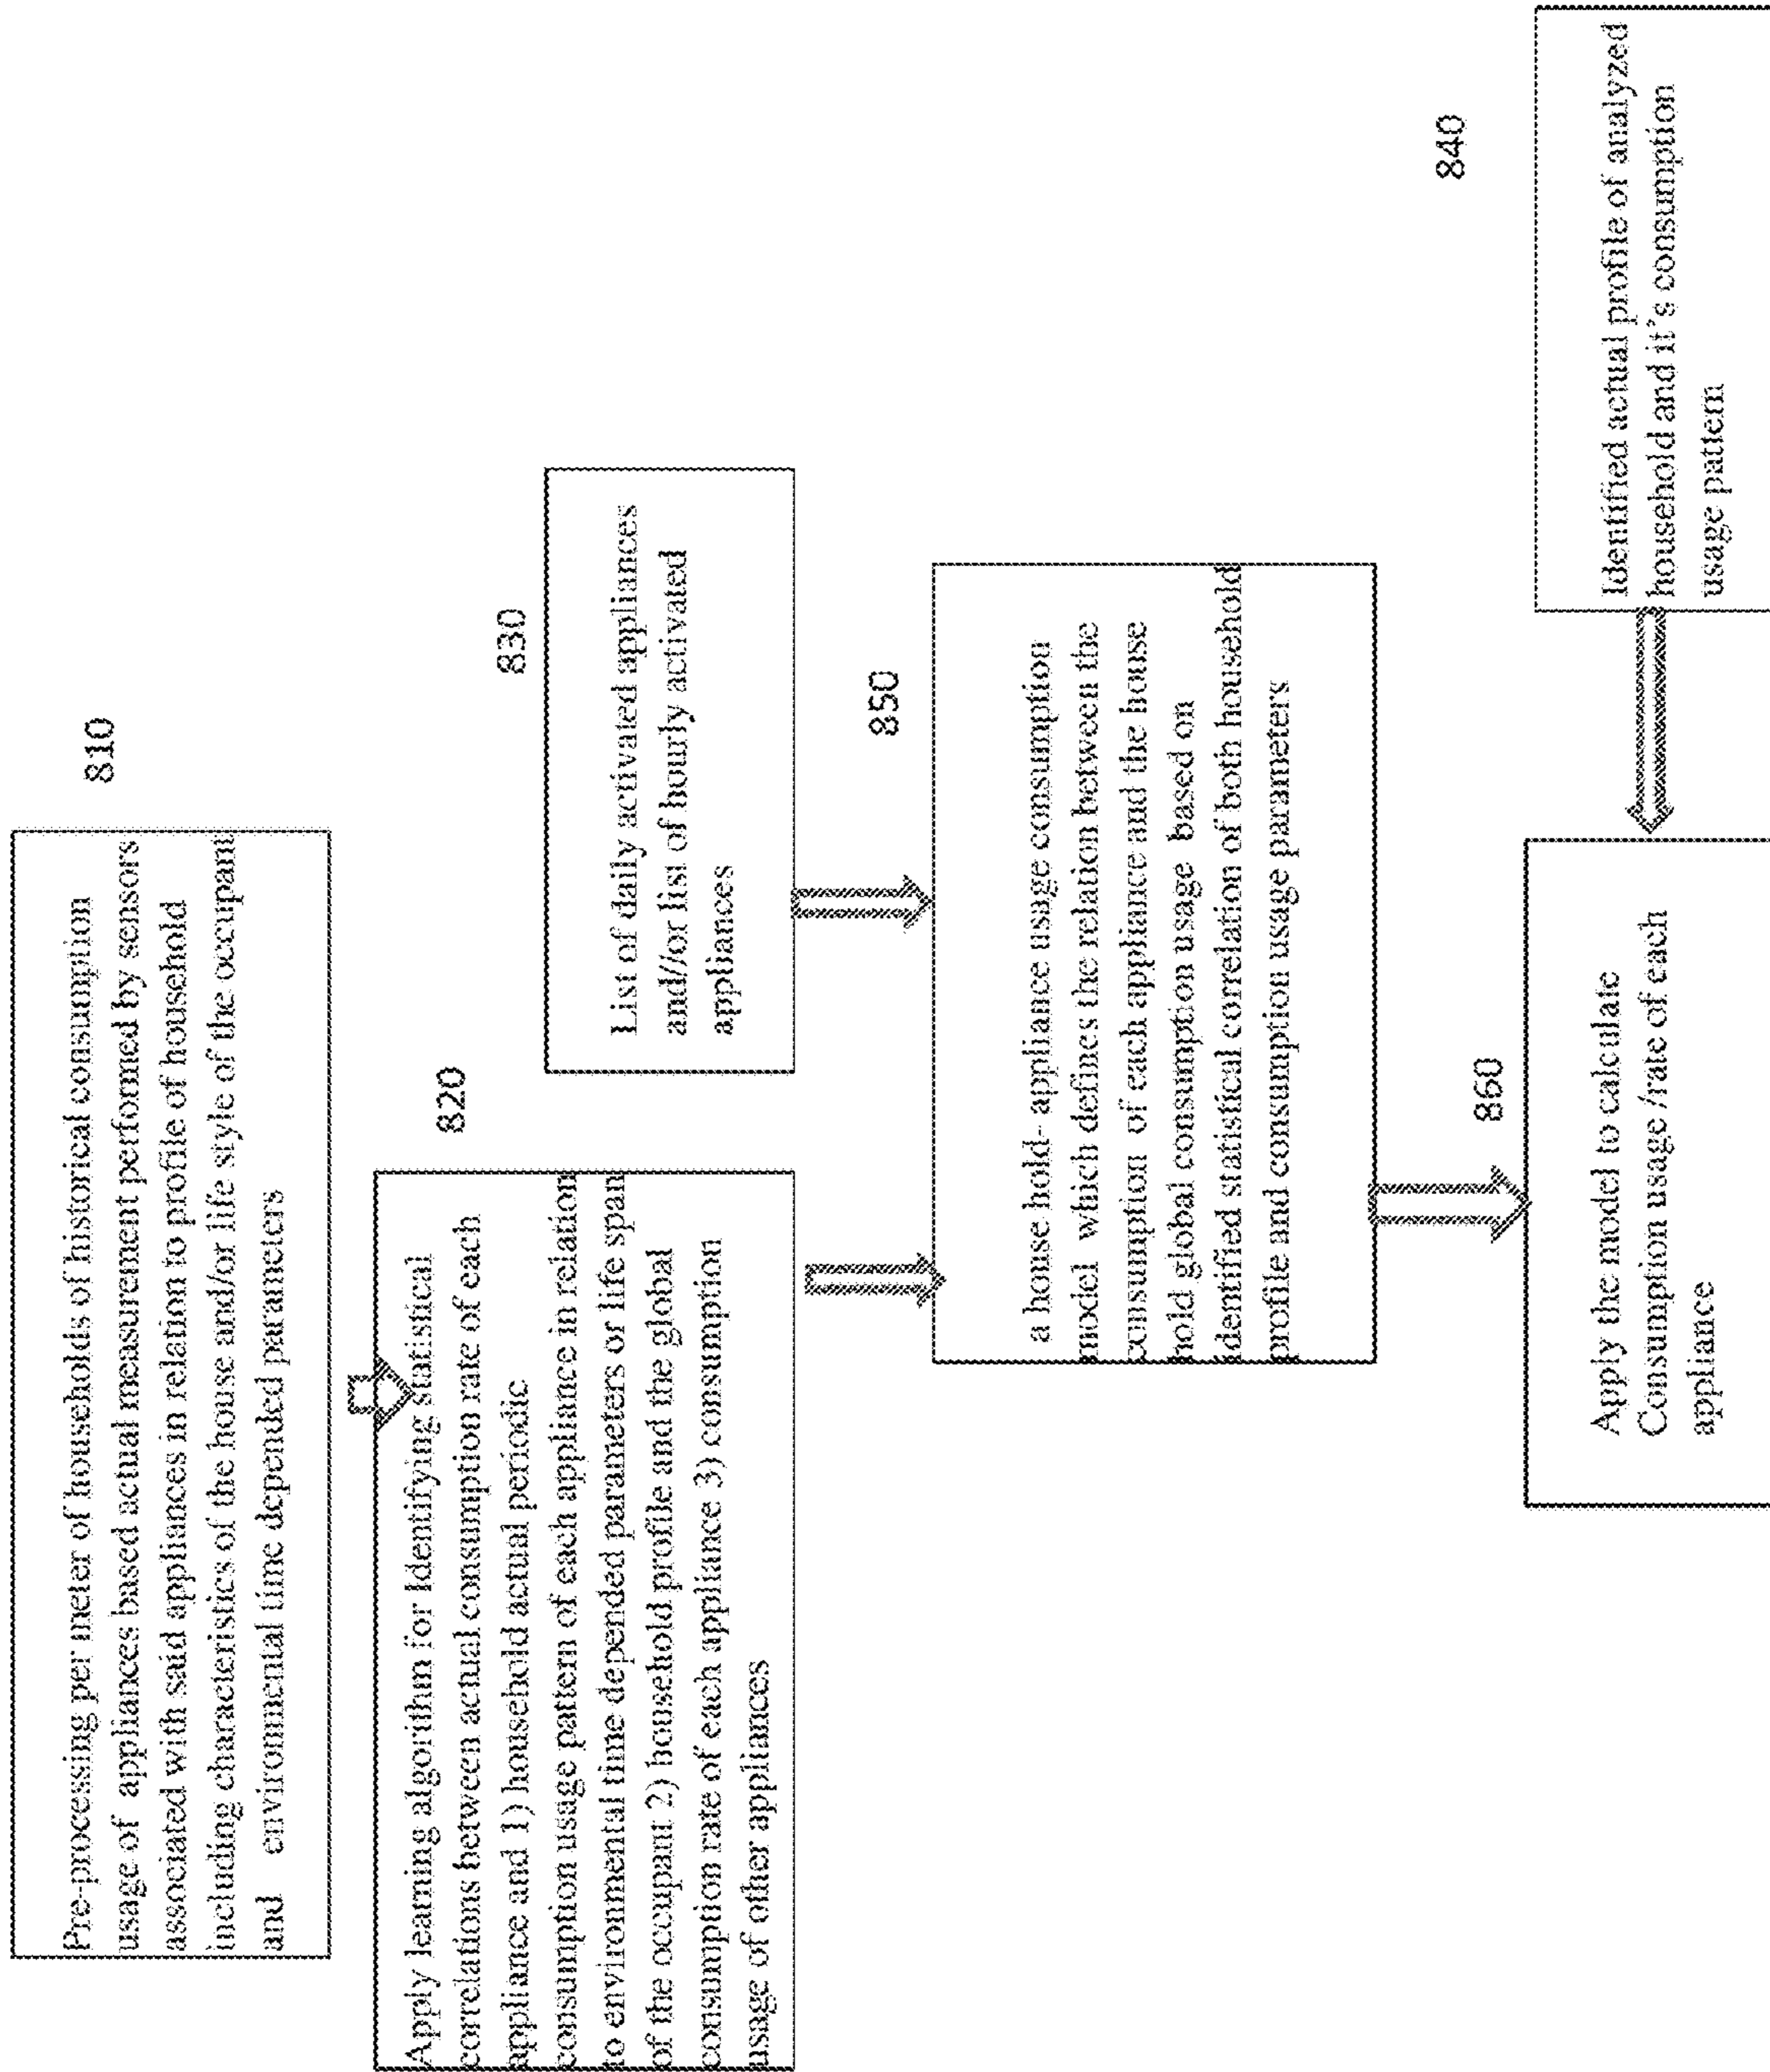 810
Pre-processing per meter of households of historical consumption
usage of appliances based actual measurement performed by sensors
associated with said appliances in relation to profile of household
including characteristics of the house and/or life style of the occupant
and environmental time depended parameters
820
Apply learning algorithm for Identifying statistical
correlations between actual consumption rate of each
appliance and 1) household actual periodic
consumption usage pattern of each appliance in relation
to environmental time depended parameters or life span
of the occupant 2) household profile and the global
consumption rate of each appliance 3) consumption
usage of other appliances
830
List of daily activated appliances
and//or list of hourly activated
appliances
850
a house hold- appliance usage consumption
model which defines the relation between the
consumption of each appliance and the house
hold global consumption usage based on
identified statistical correlation of both household
profile and consumption usage parameters
840
Identified actual profile of analyzed
household and it's consumption
usage pattern
860
Apply the model to calculate
Consumption usage /rate of each
appliance